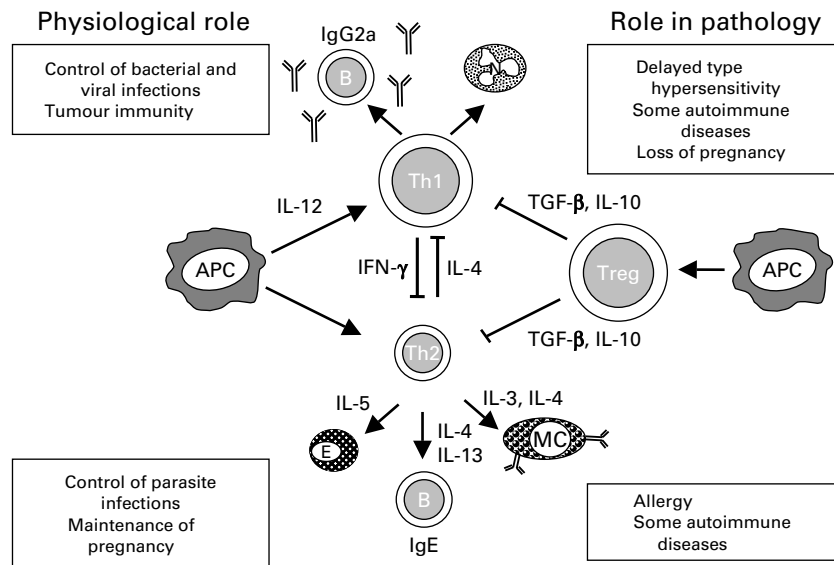 Physiological role
Role in pathology
Control of bacterial and
viral infections
Tumour immunity
IgG2a
B
N
Delayed type
hypersensitivity
Some autoimmune
diseases
Loss of pregnancy
Th1
IL-12
TGF-β, IL-10
APC
IFN-γ
IL-4
Treg
APC
Th2
TGF-β, IL-10
IL-5
IL-3, IL-4
E
IL-4
IL-13
MC
B
IgE
Control of parasite
infections
Maintenance of
pregnancy
Allergy
Some autoimmune
diseases